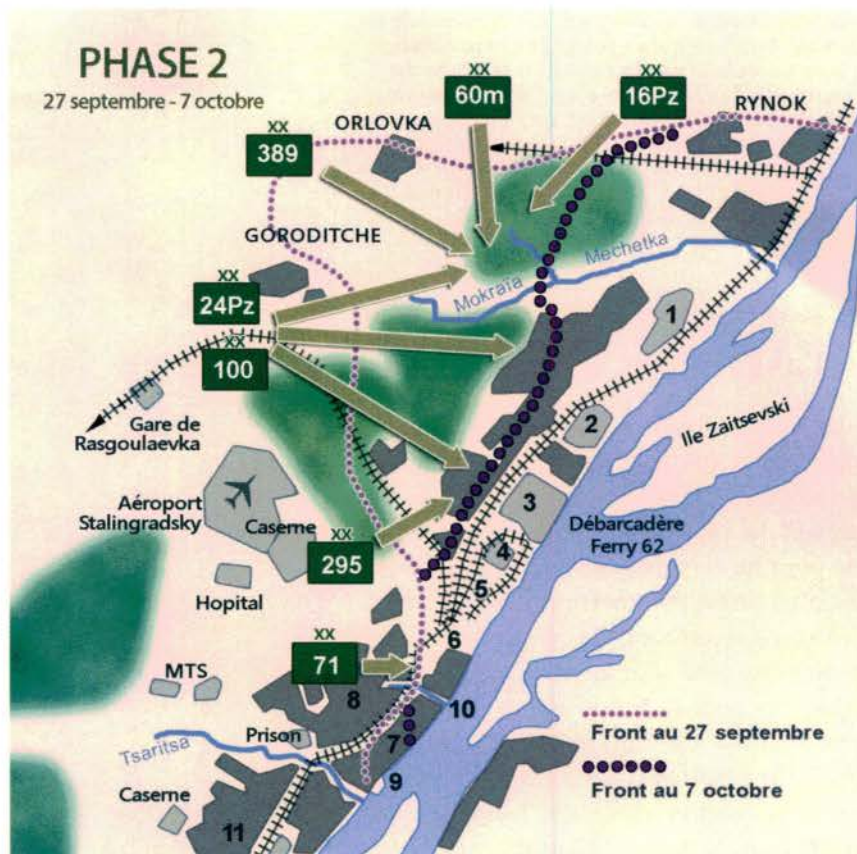 PHASE 2
27 septembre - 7 octobre
XX
60m
XX
16Pz
RYNOK
ORLOVKA
XX
389
GORODITCHE
Mokraïa
Mechetka
XX
24Pz
XX
100
1
Gare de
Rasgoulaevka
2
Ile Zaitsevski
Aéroport
Stalingradsky
Caserne
3
Débarcadère
Ferry 62
XX
295
4
5
Hopital
6
XX
71
MTS
8
10
Front au 27 septembre
Prison
7
Tsaritsa
9
Front au 7 octobre
Caserne
11